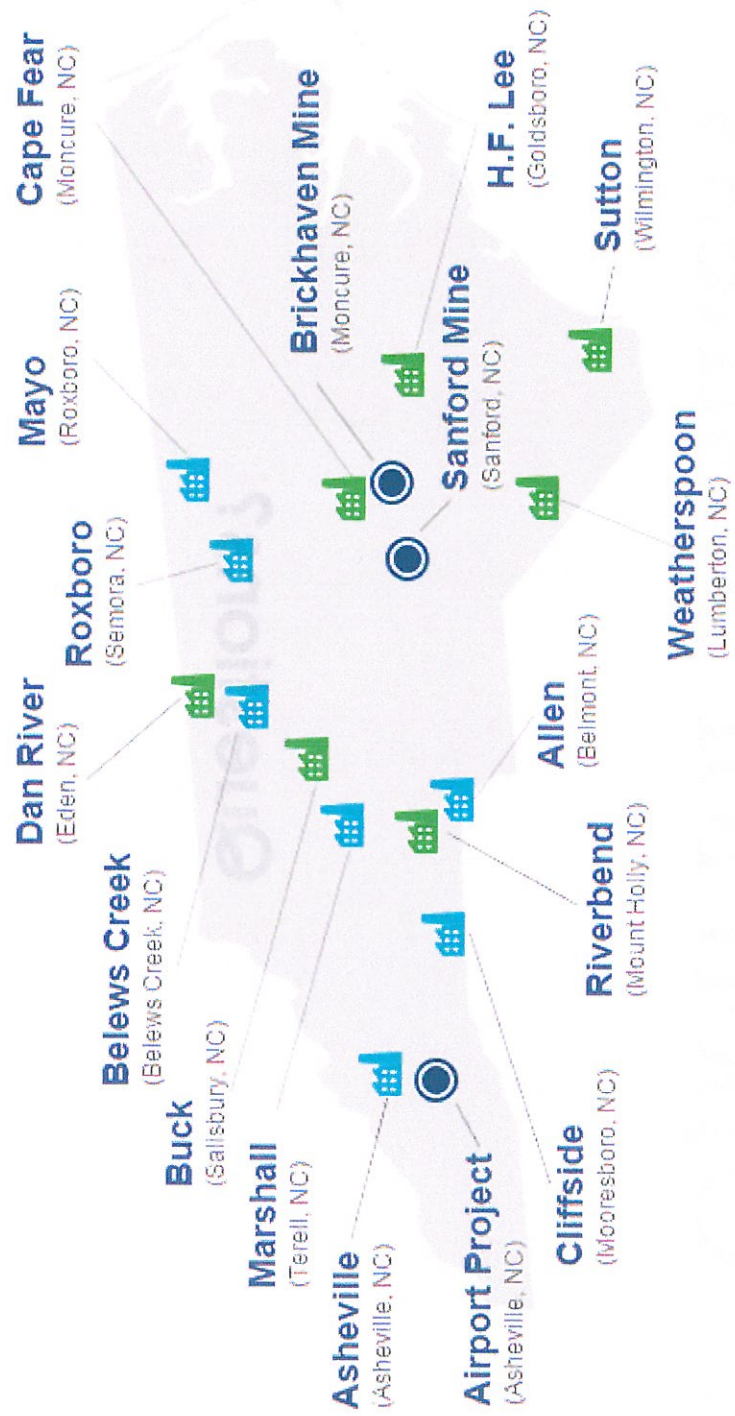 Dan River
(Eden, NC)
Roxboro
(Semora, NC)
Mayo
(Roxboro, NC)
Cape Fear
(Moncure, NC)
Belews Creek
(Belews Creek, NC)
Buck
(Salisbury, NC)
Marshall
(Terell, NC)
Asheville
(Asheville, NC)
Airport Project
(Asheville, NC)
Cliffside
(Mooresboro, NC)
Riverbend
(Mount Holly, NC)
Allen
(Belmont, NC)
Brickhaven Mine
(Moncure, NC)
Sanford Mine
(Sanford, NC)
H.F. Lee
(Goldsboro, NC)
Sutton
(Wilmington, NC)
Weatherspoon
(Lumberton, NC)